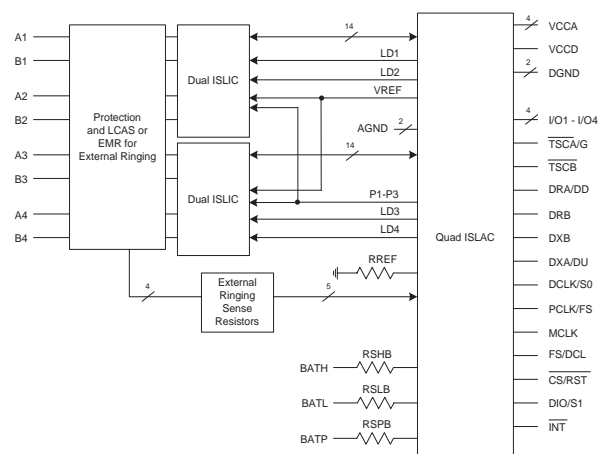 A1
B1
A2
B2
A3
B3
A4
B4
Protection
and LCAS or
EMR for
External Ringing
Dual ISLIC
Dual ISLIC
14
LD1
LD2
VREF
AGND
2
14
P1-P3
LD3
LD4
RREF
4
External
Ringing
Sense
Resistors
5
BATH
RSHB
BATL
RSLB
BATP
RSPB
Quad ISLAC
4
VCCA
VCCD
2
DGND
4
I/O1 - I/O4
TSCA/G
TSCB
DRA/DD
DRB
DXB
DXA/DU
DCLK/S0
PCLK/FS
MCLK
FS/DCL
CS/RST
DIO/S1
INT